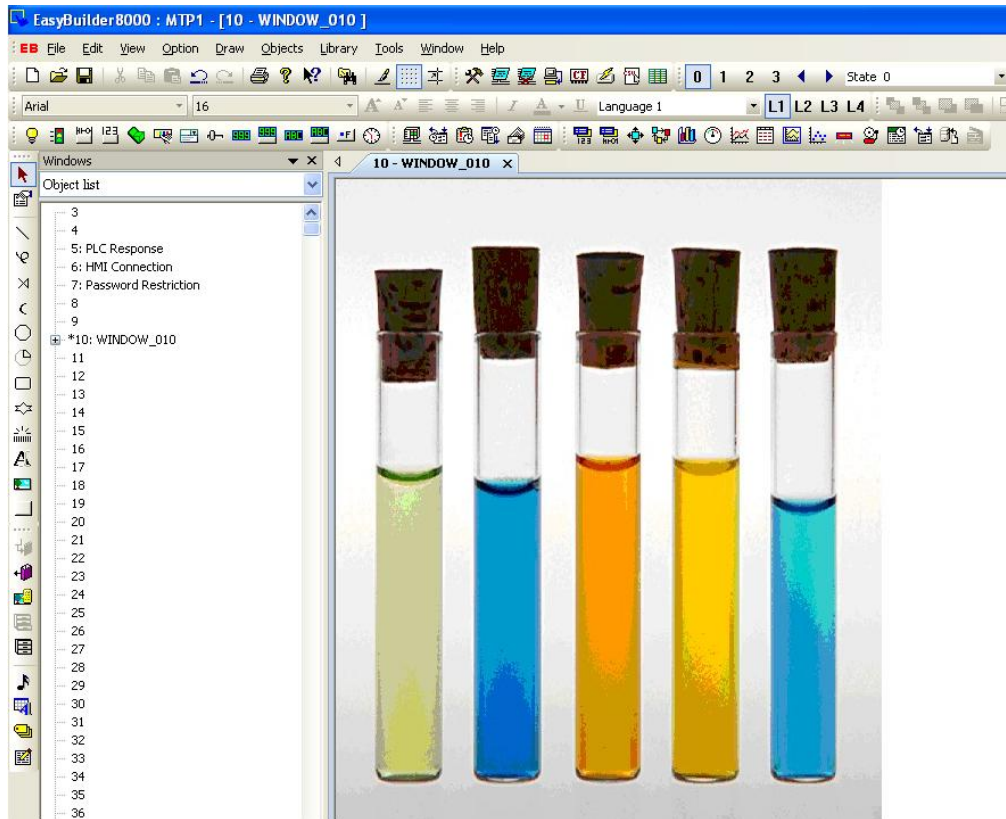 EasyBuilder8000 : MTP1 - [10 - WINDOW_010 ]
EB File Edit View Option Draw Objects Library Tools Window Help
0 1 2 3 State 0
Arial 16 A A I A U Language 1 L1 L2 L3 L4
Windows
10 - WINDOW_010
Object list
3
4
5: PLC Response
6: HMI Connection
7: Password Restriction
8
9
*10: WINDOW_010
11
12
13
14
15
16
17
18
19
20
21
22
23
24
25
26
27
28
29
30
31
32
33
34
35
36